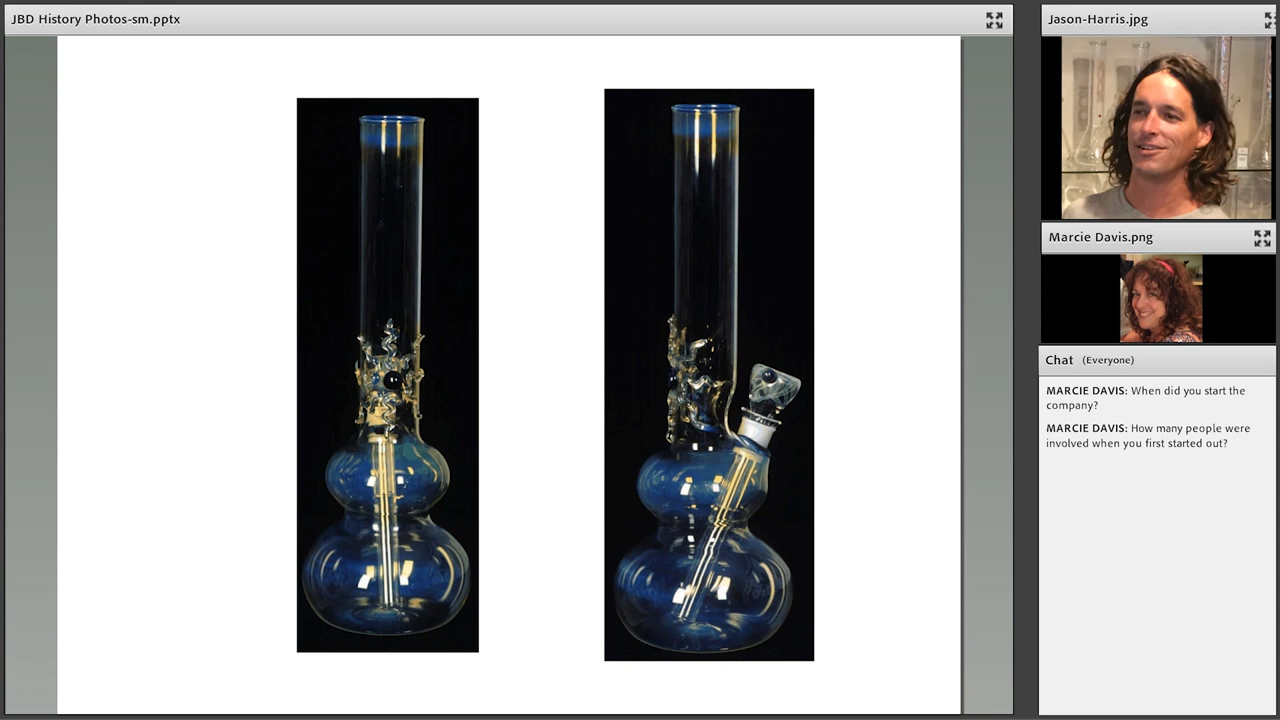 JBD History Photos-sm.pptx
Jason-Harris.jpg
Marcie Davis.png
Chat (Everyone)
MARCIE DAVIS: When did you start the
company?
MARCIE DAVIS: How many people were
involved when you first started out?